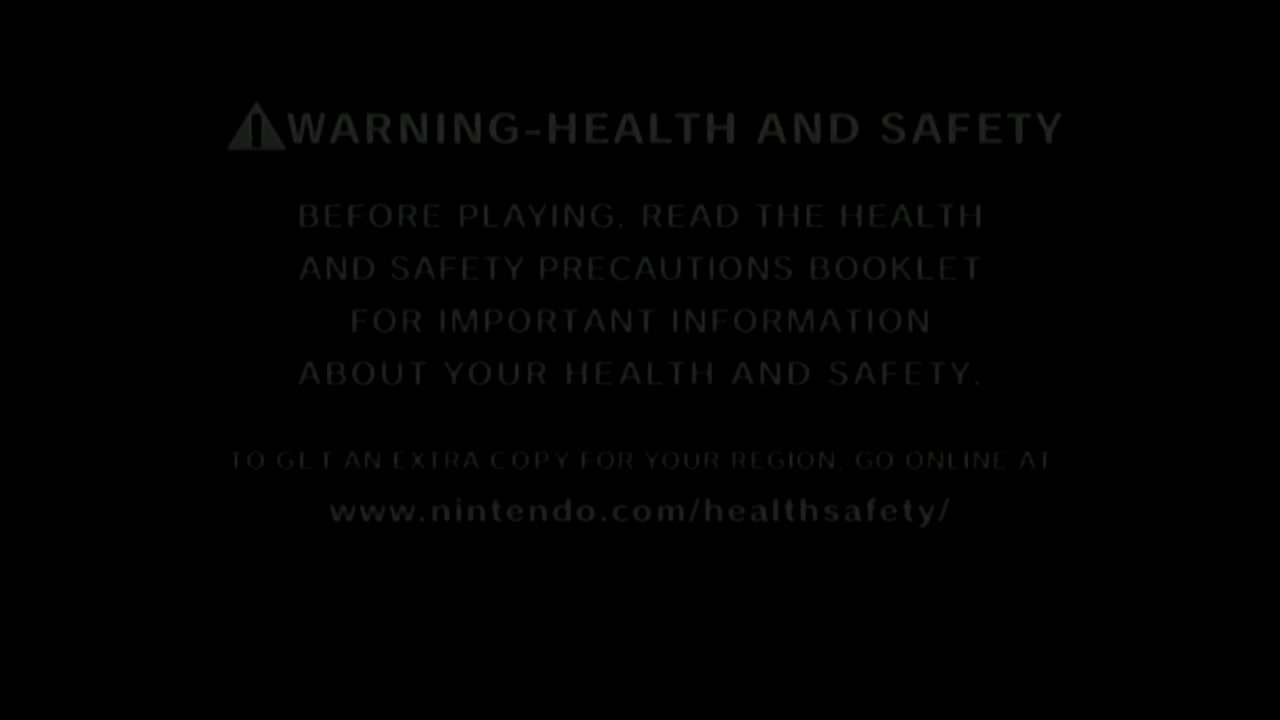 WARNING-HEALTH AND SAFETY
BEFORE PLAYING, READ THE HEALTH
AND SAFETY PRECAUTIONS BOOKLET
FOR IMPORTANT INFORMATION
ABOUT YOUR HEALTH AND SAFETY.
TO GET AN EXTRA COPY FOR YOUR REGION, GO ONLINE AT
www.nintendo.com/healthsafety/